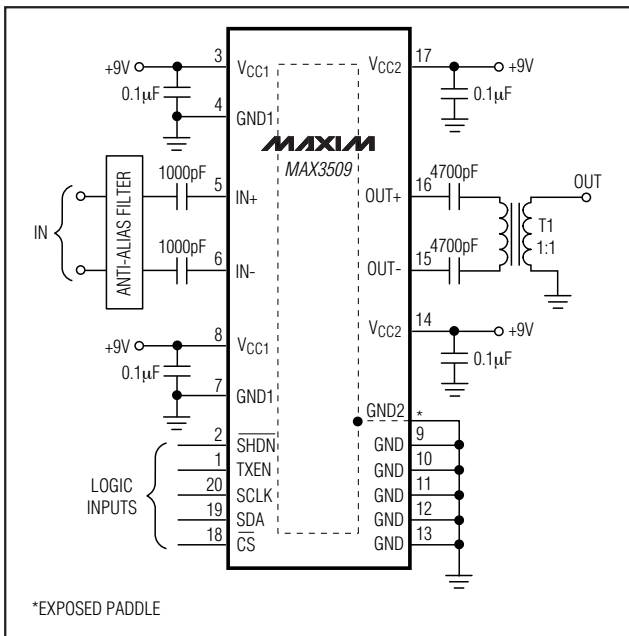 +9V
3
VCC1
0.1μF
4
GND1
VCC2
17
+9V
0.1μF
MAXIM
MAX3509
IN
ANTI-ALIAS FILTER
1000pF
5
IN+
1000pF
6
IN-
4700pF
16
OUT+
4700pF
15
OUT-
T1
1:1
OUT
+9V
8
VCC1
0.1μF
7
GND1
VCC2
14
+9V
0.1μF
GND2
*
LOGIC
INPUTS
2
SHDN
1
TXEN
20
SCLK
19
SDA
18
CS
GND
9
GND
10
GND
11
GND
12
GND
13
*EXPOSED PADDLE